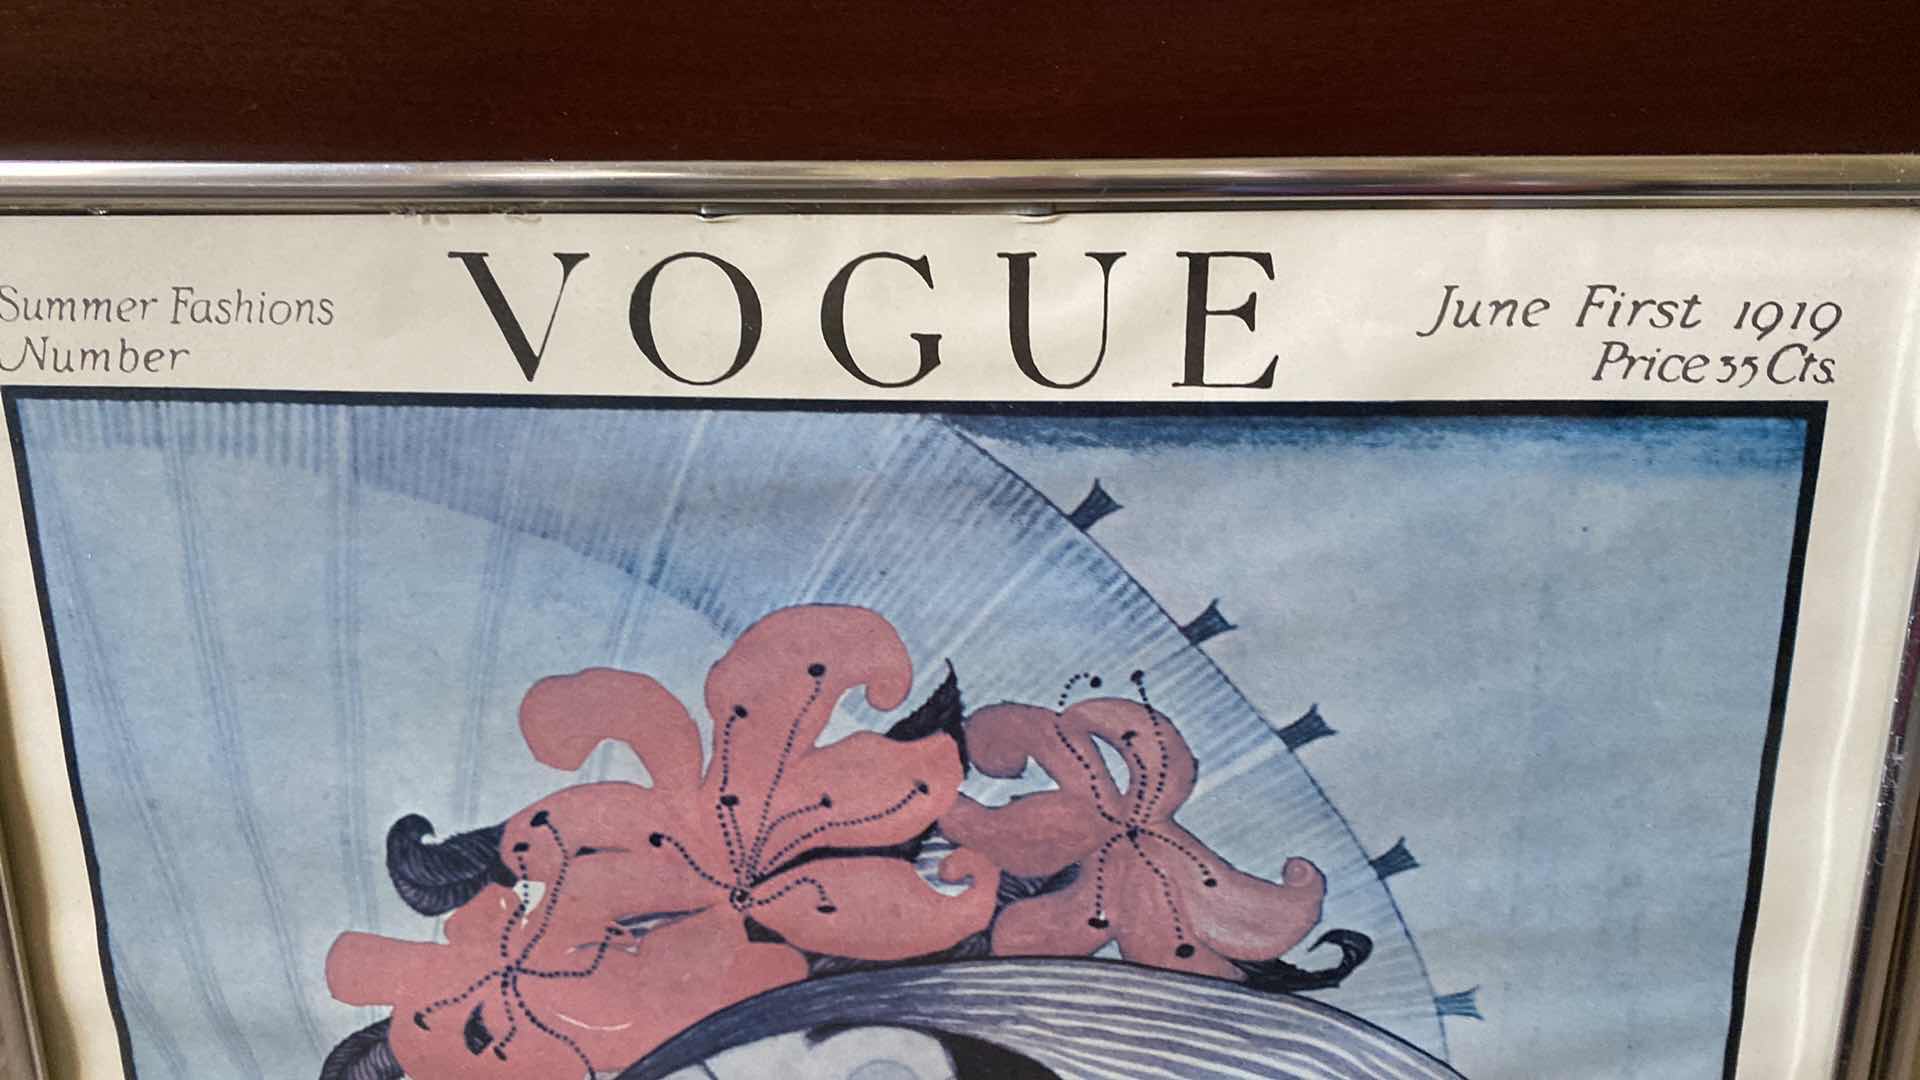 VOGUE
Summer Fashions
Number
June First 1919
Price 35 Cts.